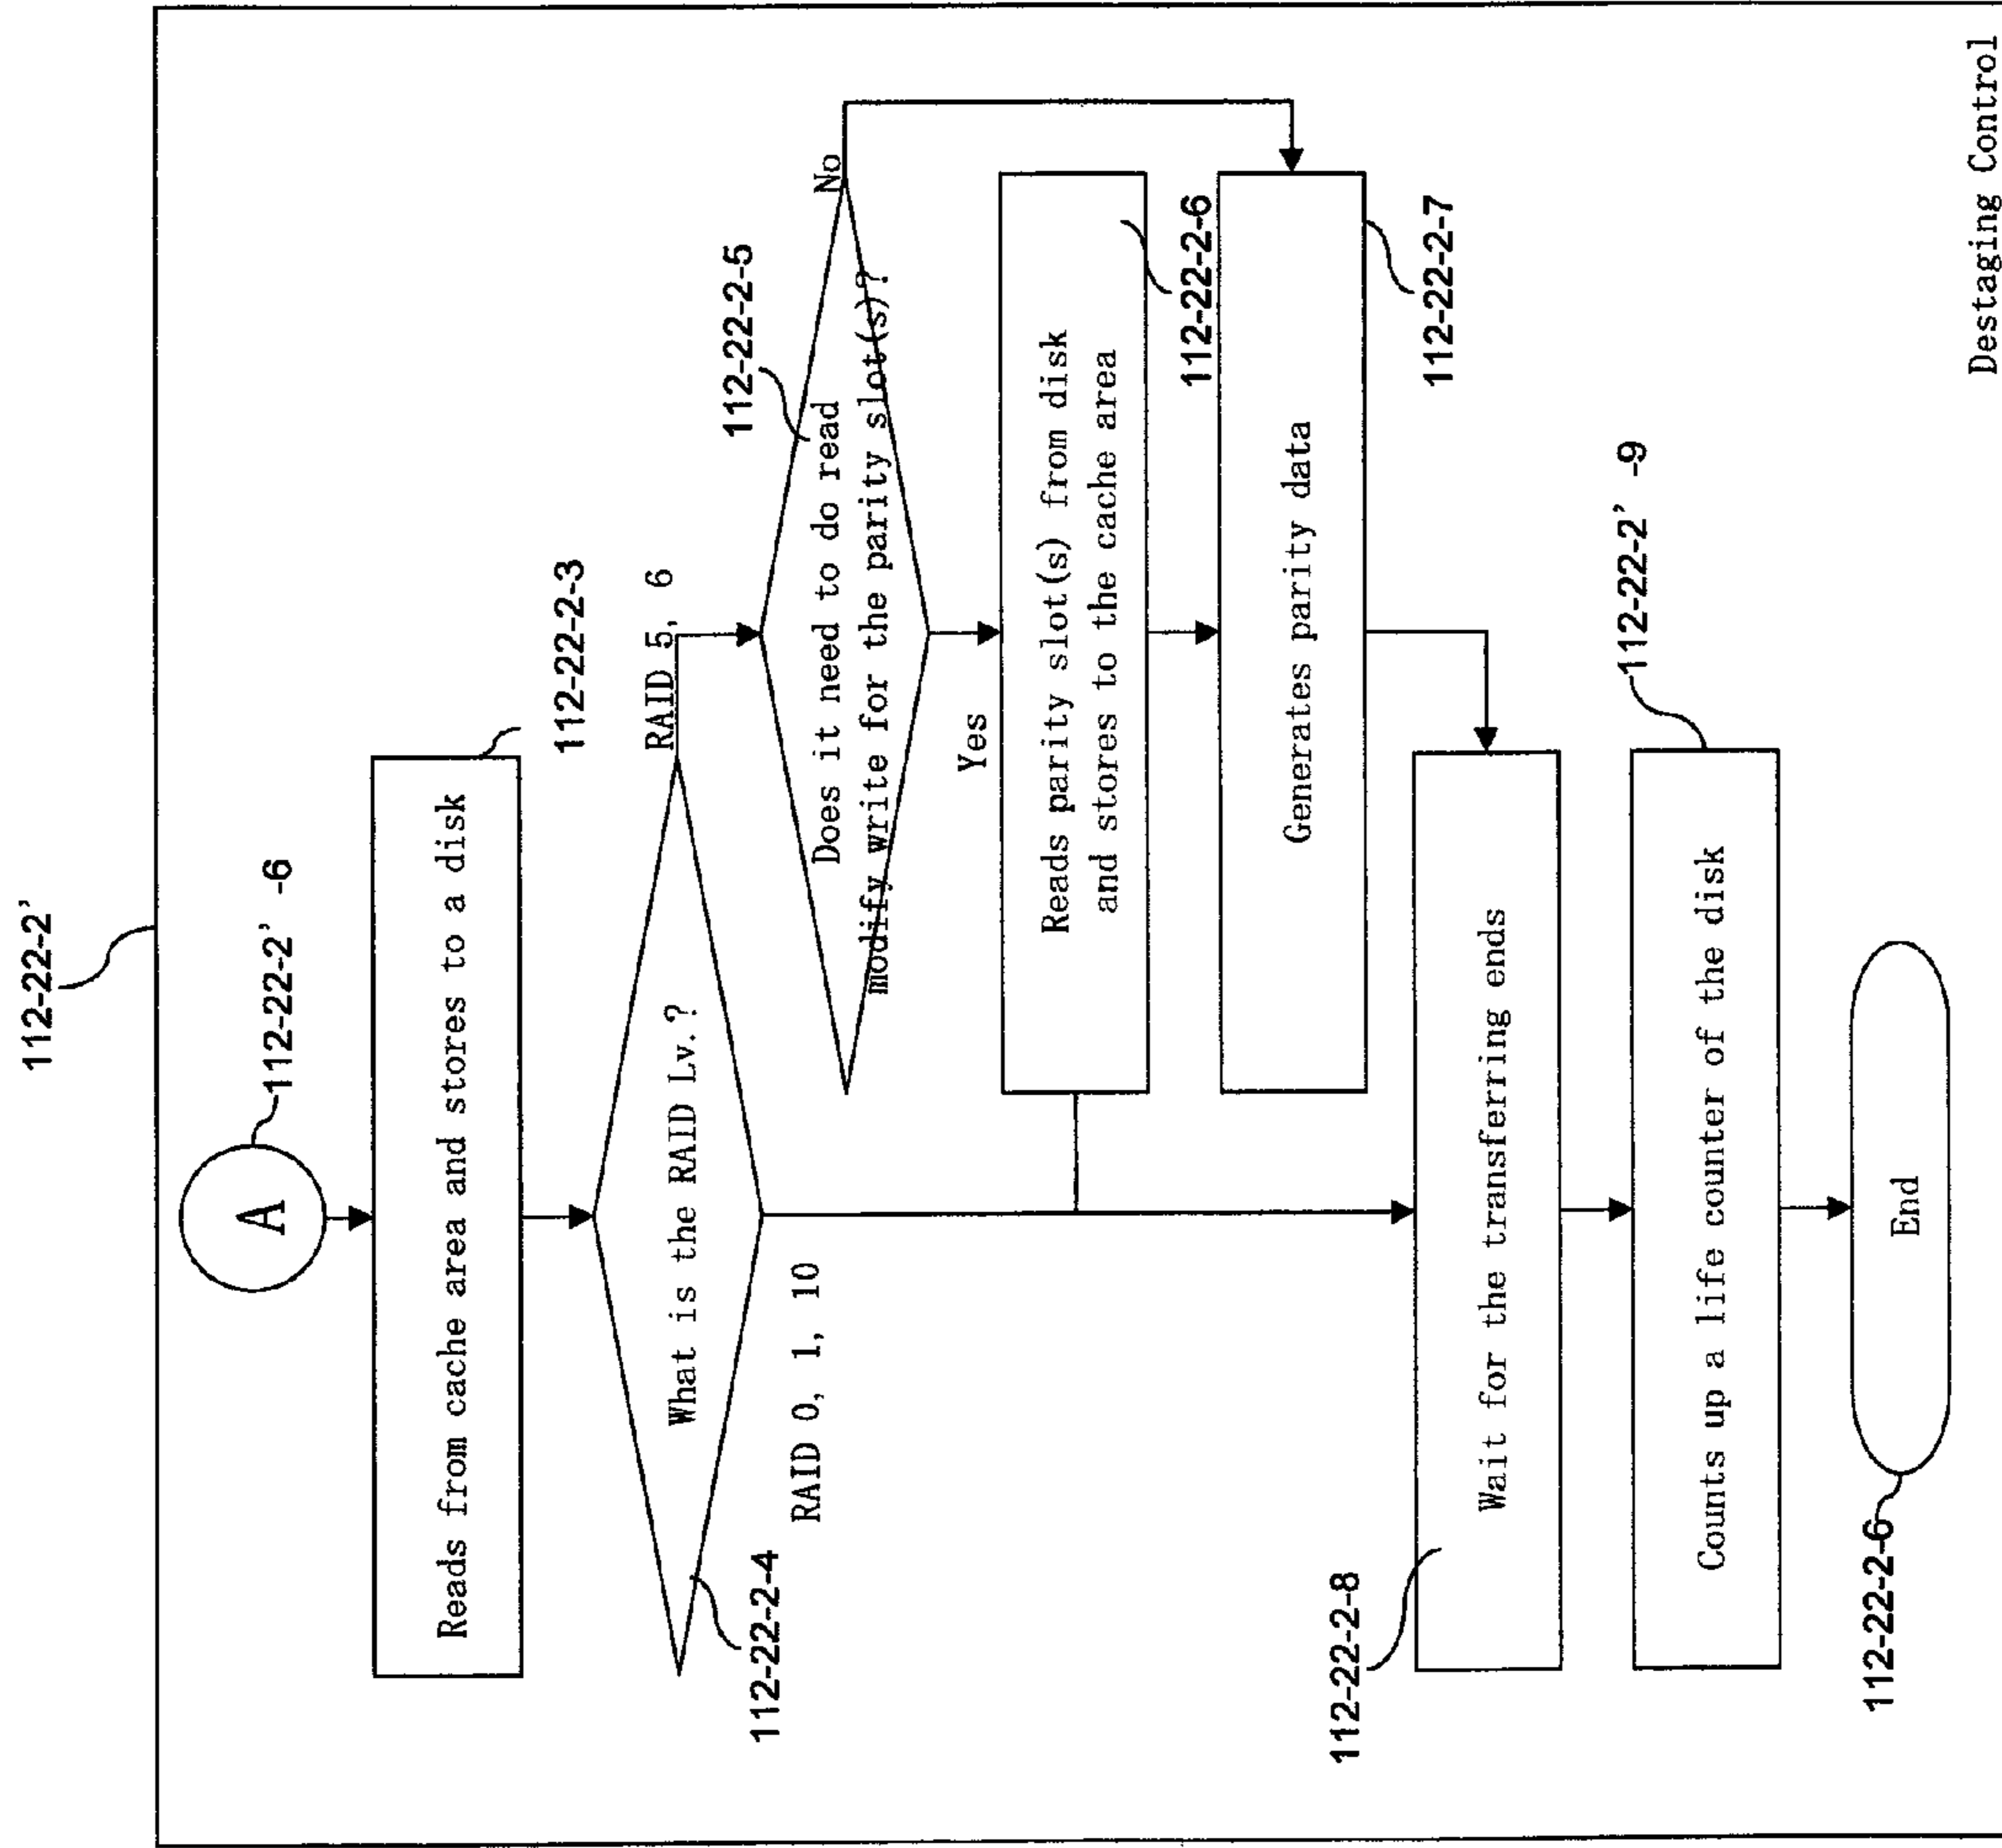 112-22-2'
A
112-22-2' -6
Reads from cache area and stores to a disk
112-22-2-3
What is the RAID Lv.?
RAID 5, 6
112-22-2-4
RAID 0, 1, 10
112-22-2-5
Does it need to do read
modify write for the parity slot(s)?
No
Yes
Reads parity slot(s) from disk
and stores to the cache area
112-22-2-6
Generates parity data
112-22-2-7
112-22-2-8
Wait for the transferring ends
112-22-2' -9
Counts up a life counter of the disk
End
112-22-2-6
Destaging Control